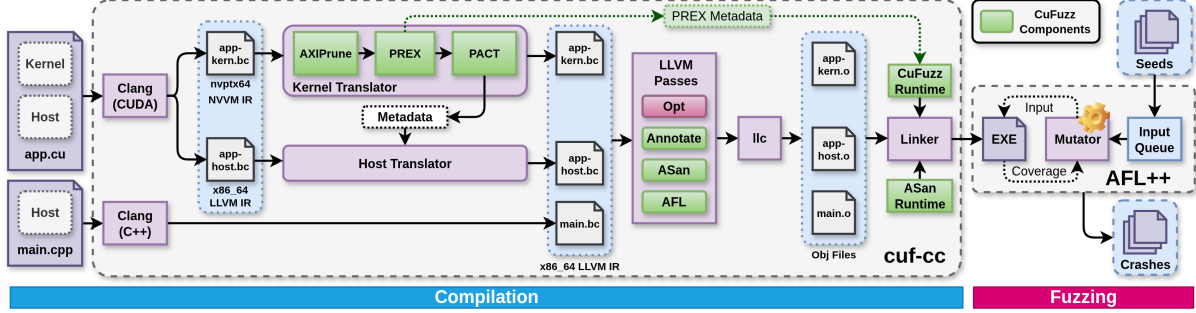 Kernel
Host
app.cu
Host
main.cpp
Clang
(CUDA)
Clang
(C++)
app-
kern.bc
nvptx64
NVVM IR
app-
host.bc
x86_64
LLVM IR
AXIPrune
PREX
PACT
Kernel Translator
Metadata
Host Translator
PREX Metadata
app-
kern.bc
app-
host.bc
main.bc
x86_64 LLVM IR
LLVM
Passes
Opt
Annotate
ASan
AFL
llc
app-
kern.o
app-
host.o
main.o
Obj Files
CuFuzz
Runtime
Linker
ASan
Runtime
cuf-cc
CuFuzz
Components
Seeds
Input
EXE
Mutator
Coverage
Input
Queue
AFL++
Crashes
Compilation
Fuzzing